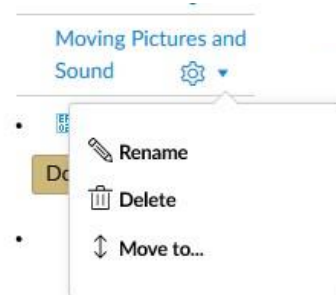 Moving Pictures and
Sound
Rename
Do
Delete
Move to...